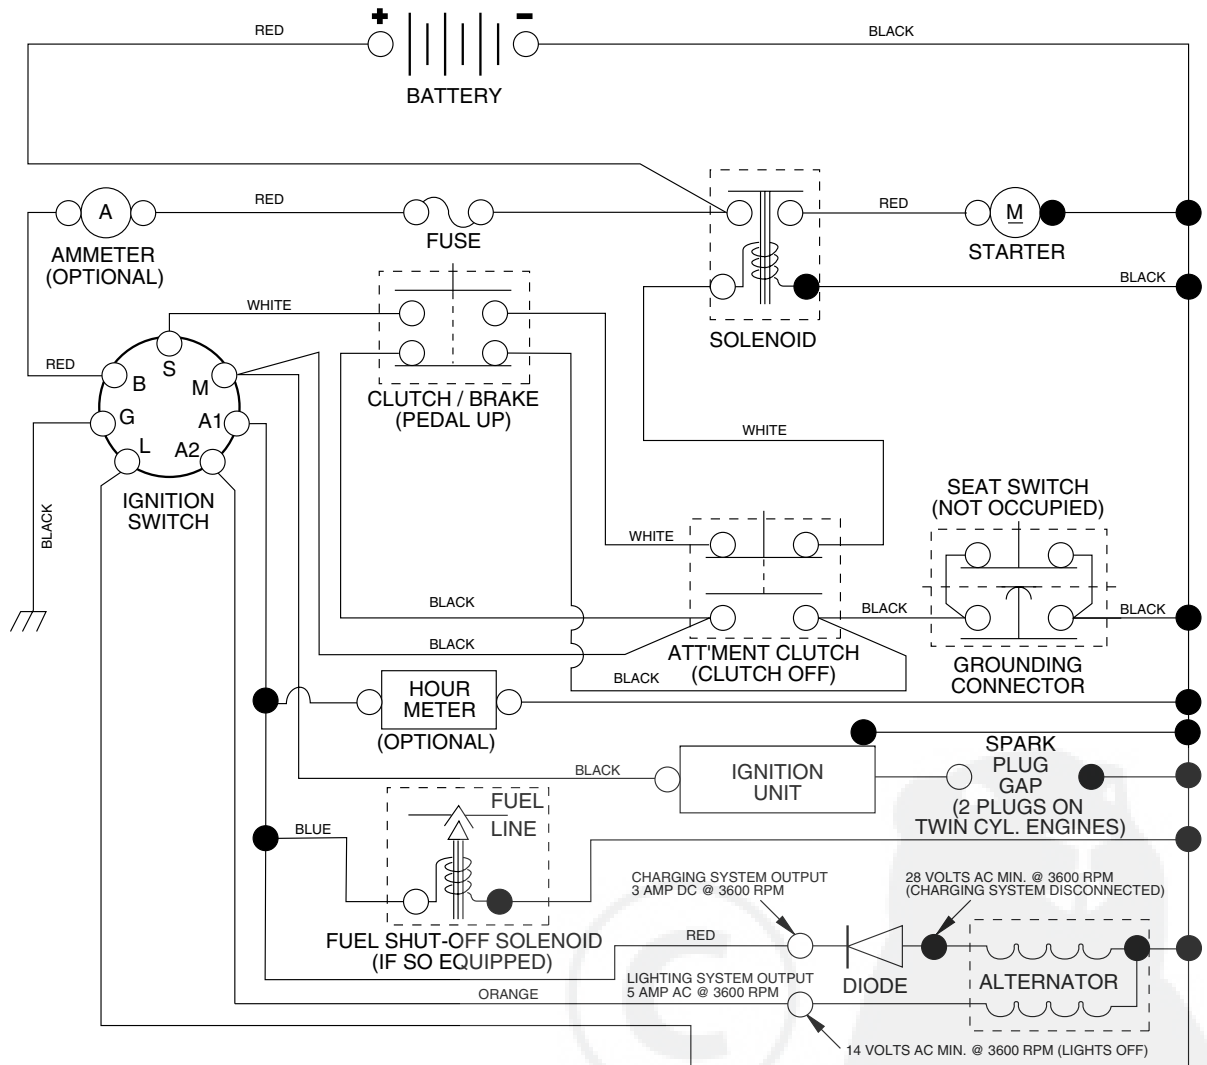 +
−
RED
BLACK
BATTERY
RED
A
AMMETER
(OPTIONAL)
FUSE
RED
M
STARTER
BLACK
SOLENOID
WHITE
RED
S
B
M
G
A1
L
A2
IGNITION
SWITCH
BLACK
CLUTCH / BRAKE
(PEDAL UP)
WHITE
WHITE
SEAT SWITCH
(NOT OCCUPIED)
BLACK
BLACK
BLACK
BLACK
BLACK
ATT'MENT CLUTCH
(CLUTCH OFF)
GROUNDING
CONNECTOR
HOUR
METER
(OPTIONAL)
BLACK
IGNITION
UNIT
SPARK
PLUG
GAP
(2 PLUGS ON
TWIN CYL. ENGINES)
FUEL
LINE
BLUE
FUEL SHUT-OFF SOLENOID
(IF SO EQUIPPED)
CHARGING SYSTEM OUTPUT
3 AMP DC @ 3600 RPM
28 VOLTS AC MIN. @ 3600 RPM
(CHARGING SYSTEM DISCONNECTED)
RED
DIODE
ALTERNATOR
LIGHTING SYSTEM OUTPUT
5 AMP AC @ 3600 RPM
ORANGE
14 VOLTS AC MIN. @ 3600 RPM (LIGHTS OFF)
©